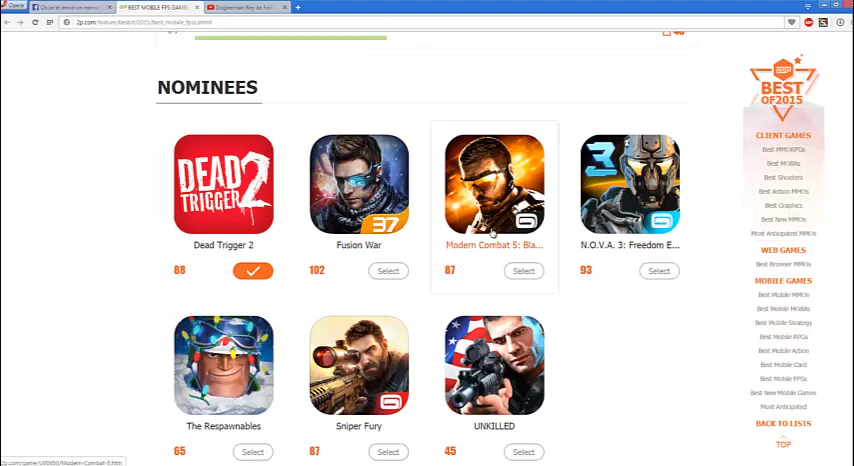 Opera
BEST MOBILE FPS GAMES
2p.com/feature/bestof/2015/best_mobile_fpss.shtml
NOMINEES
DEAD
TRIGGER 2
37
3
Dead Trigger 2
Fusion War
Modern Combat 5: Bla...
N.O.V.A. 3: Freedom E...
88
102
Select
87
Select
93
Select
The Respawnables
Sniper Fury
UNKILLED
65
Select
87
Select
45
Select
BEST
OF2015
CLIENT GAMES
Best MMORPGs
Best MOBAs
Best Shooters
Best Action MMOs
Best Graphics
Best New MMOs
Most Anticipated MMOs
WEB GAMES
Best Browser MMOs
MOBILE GAMES
Best Mobile MMOs
Best Mobile MOBAs
Best Mobile Strategy
Best Mobile RPGs
Best Mobile Action
Best Mobile Card
Best Mobile FPSs
Best New Mobile Games
Most Anticipated
BACK TO LISTS
TOP